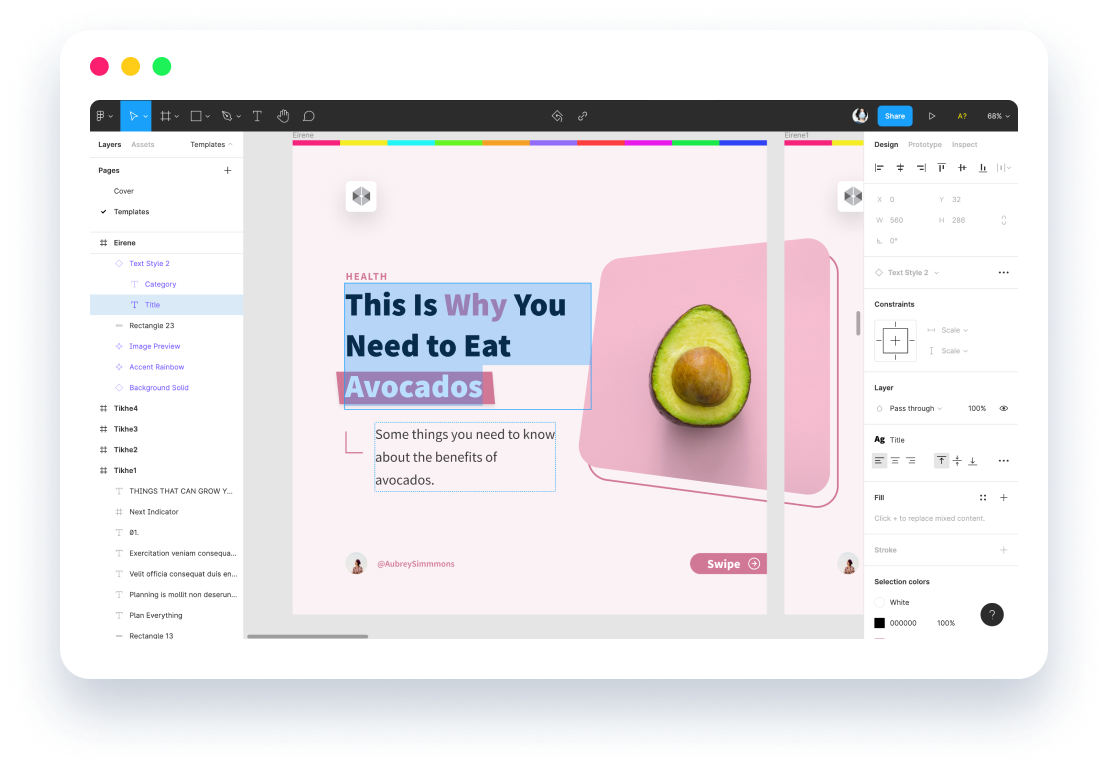 Share
A?
68%
Layers
Assets
Templates
Pages
Cover
Templates
Eirene
Text Style 2
Category
Title
Rectangle 23
Image Preview
Accent Rectangle
Background Solid
Tikhe4
Tikhe3
Tikhe2
Tikhe1
THINGS THAT CAN GROW Y...
Next Indicator
01.
Exercitation veniam consequa...
Velit officia consequat duis en...
Planning is mollit non deserun...
Plan Everything
Rectangle 13
Eirene
HEALTH
This Is Why You
Need to Eat
Avocados
Some things you need to know
about the benefits of
avocados.
@AubreySimmmons
Swipe
Eirene1
Design
Prototype
Inspect
X 0
Y 32
W 560
H 286
0°
Text Style 2
Constraints
Scale
Scale
Layer
Pass through
100%
Ag Title
Fill
Click + to replace mixed content.
Stroke
Selection colors
White
000000
100%
?